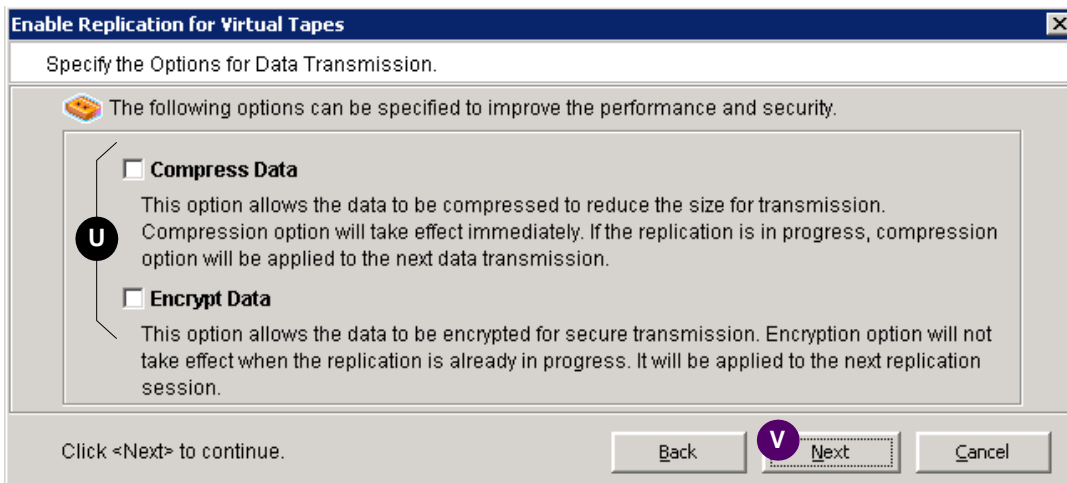 Enable Replication for Virtual Tapes
Specify the Options for Data Transmission.
The following options can be specified to improve the performance and security.
Compress Data
This option allows the data to be compressed to reduce the size for transmission.
Compression option will take effect immediately. If the replication is in progress, compression
option will be applied to the next data transmission.
U
Encrypt Data
This option allows the data to be encrypted for secure transmission. Encryption option will not
take effect when the replication is already in progress. It will be applied to the next replication
session.
Click <Next> to continue.
Back
V
Next
Cancel